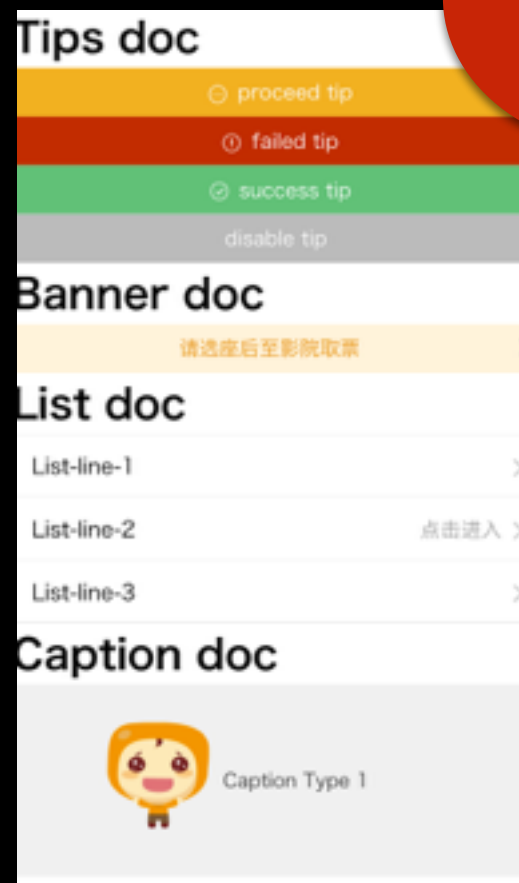 Tips doc
proceed tip
failed tip
success tip
disable tip
Banner doc
请选座后至影院取票
List doc
List-line-1
List-line-2 点击进入
List-line-3
Caption doc
Caption Type 1